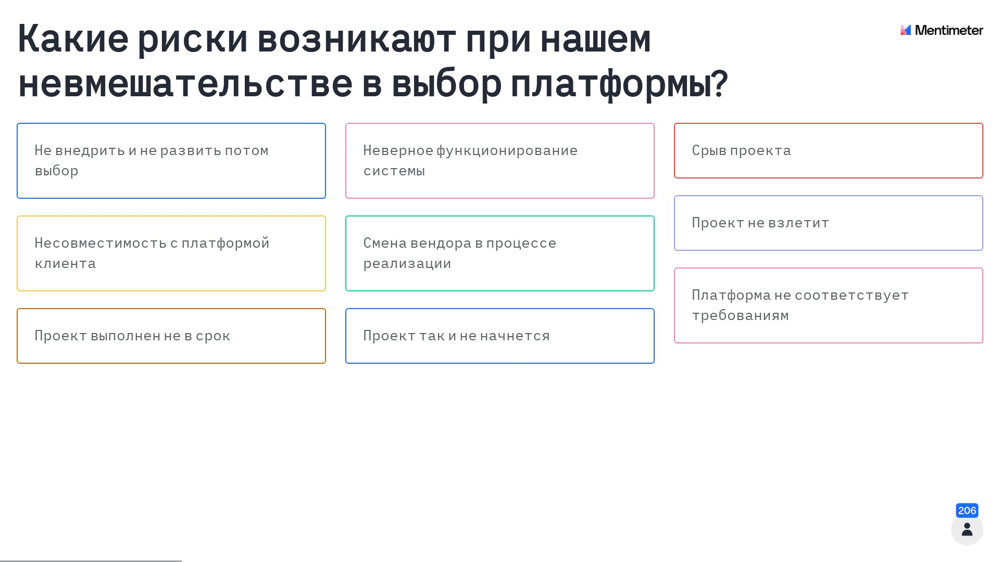 Какие риски возникают при нашем
невмешательстве в выбор платформы?
Mentimeter
Не внедрить и не развить потом
выбор
Неверное функционирование
системы
Срыв проекта
Несовместимость с платформой
клиента
Смена вендора в процессе
реализации
Проект не взлетит
Проект выполнен не в срок
Проект так и не начнется
Платформа не соответствует
требованиям
206